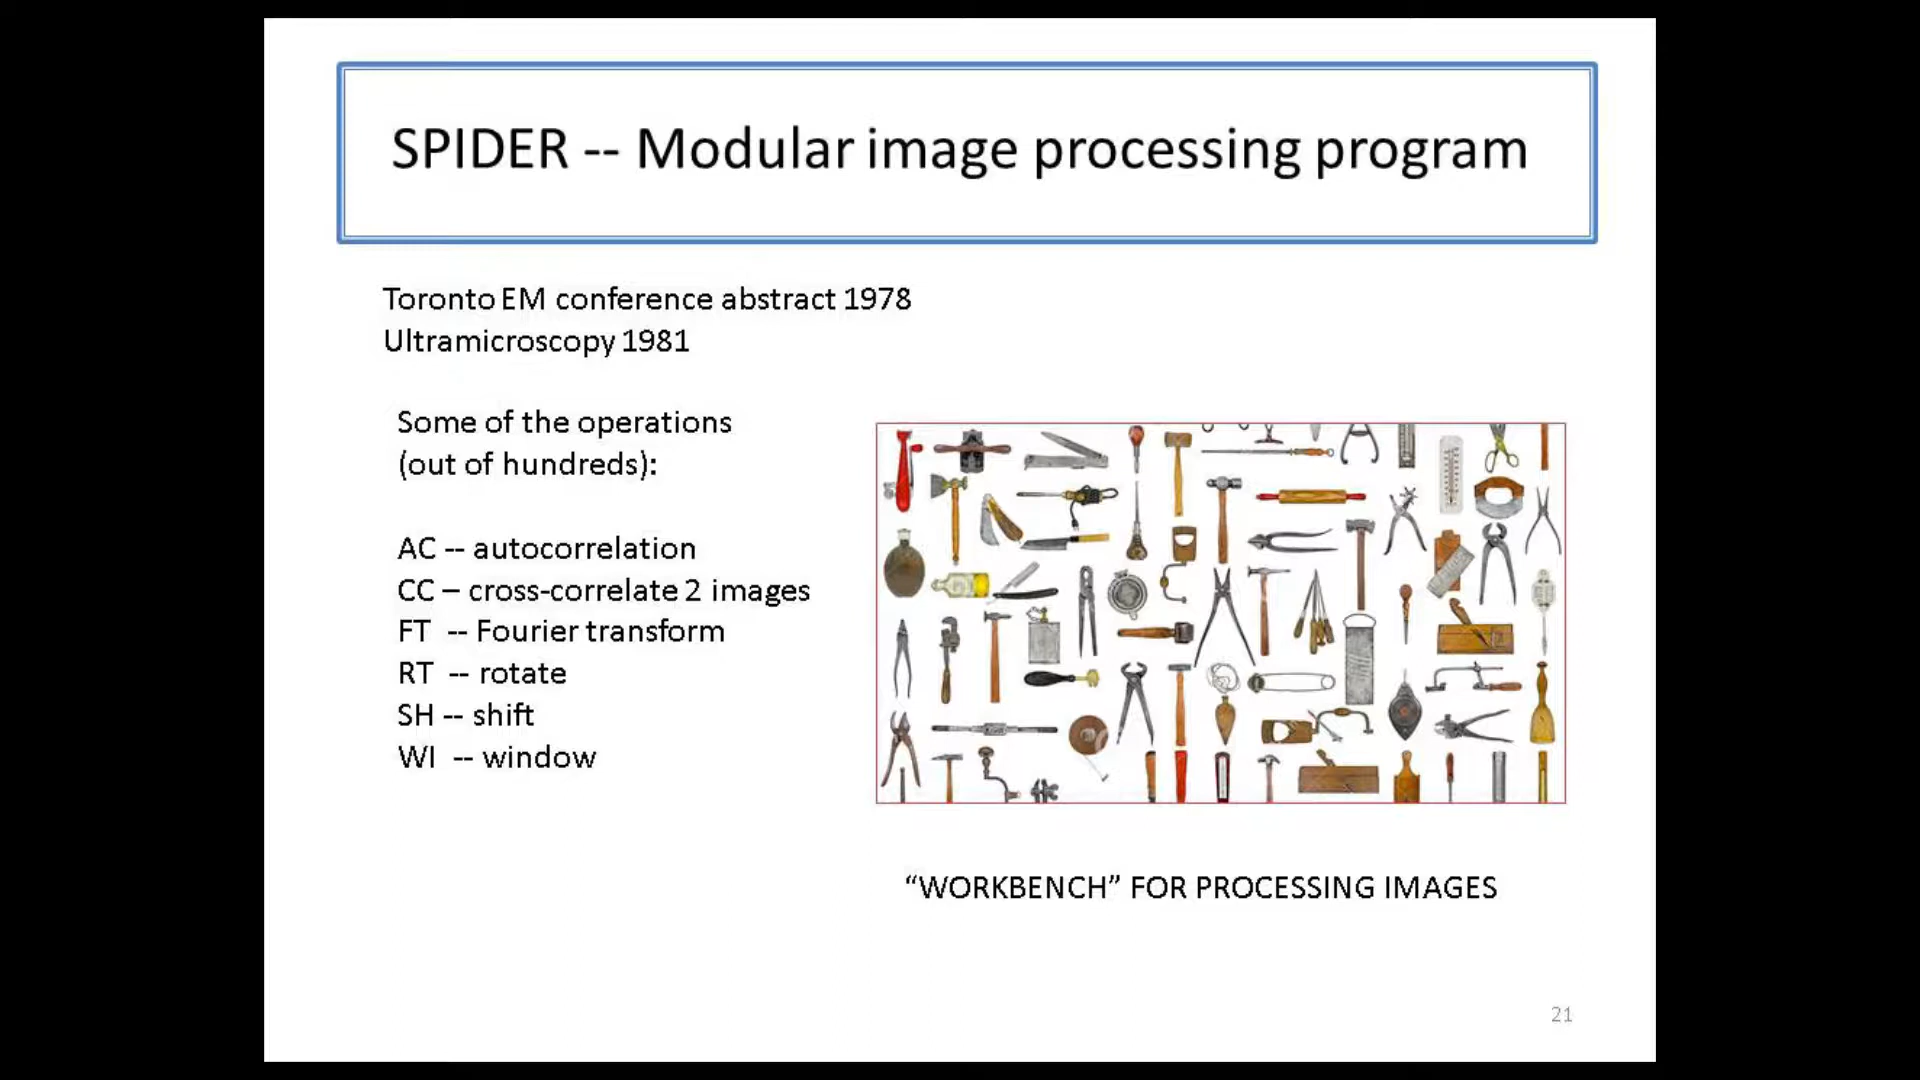 SPIDER -- Modular image processing program
Toronto EM conference abstract 1978
Ultramicroscopy 1981
Some of the operations
(out of hundreds):
AC -- autocorrelation
CC – cross-correlate 2 images
FT -- Fourier transform
RT -- rotate
SH -- shift
WI -- window
“WORKBENCH” FOR PROCESSING IMAGES
21